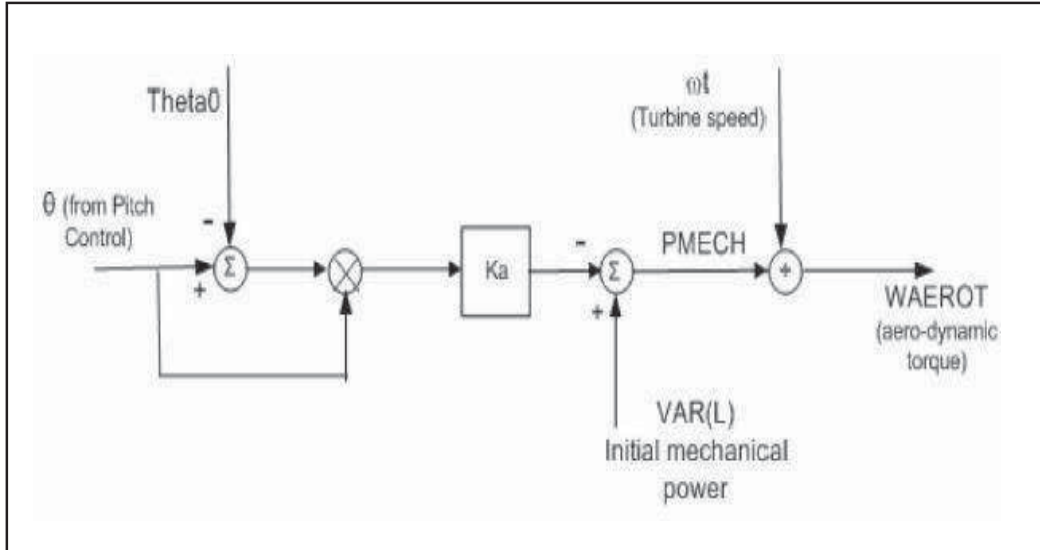 Theta0
ωt
(Turbine speed)
θ (from Pitch
Control)
-
+
Σ
Ka
-
+
Σ
PMECH
÷
WAEROT
(aero-dynamic
torque)
VAR(L)
Initial mechanical
power